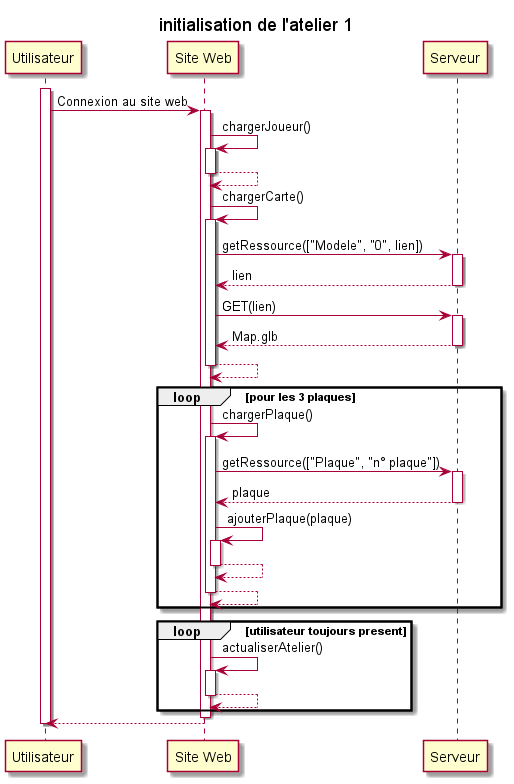 initialisation de l'atelier 1
Utilisateur
Site Web
Serveur
Connexion au site web
chargerJoueur()
chargerCarte()
getRessource(["Modele", "0", lien])
lien
GET(lien)
Map.glb
loop
[pour les 3 plaques]
chargerPlaque()
getRessource(["Plaque", "n° plaque"])
plaque
ajouterPlaque(plaque)
loop
[utilisateur toujours present]
actualiserAtelier()
Utilisateur
Site Web
Serveur